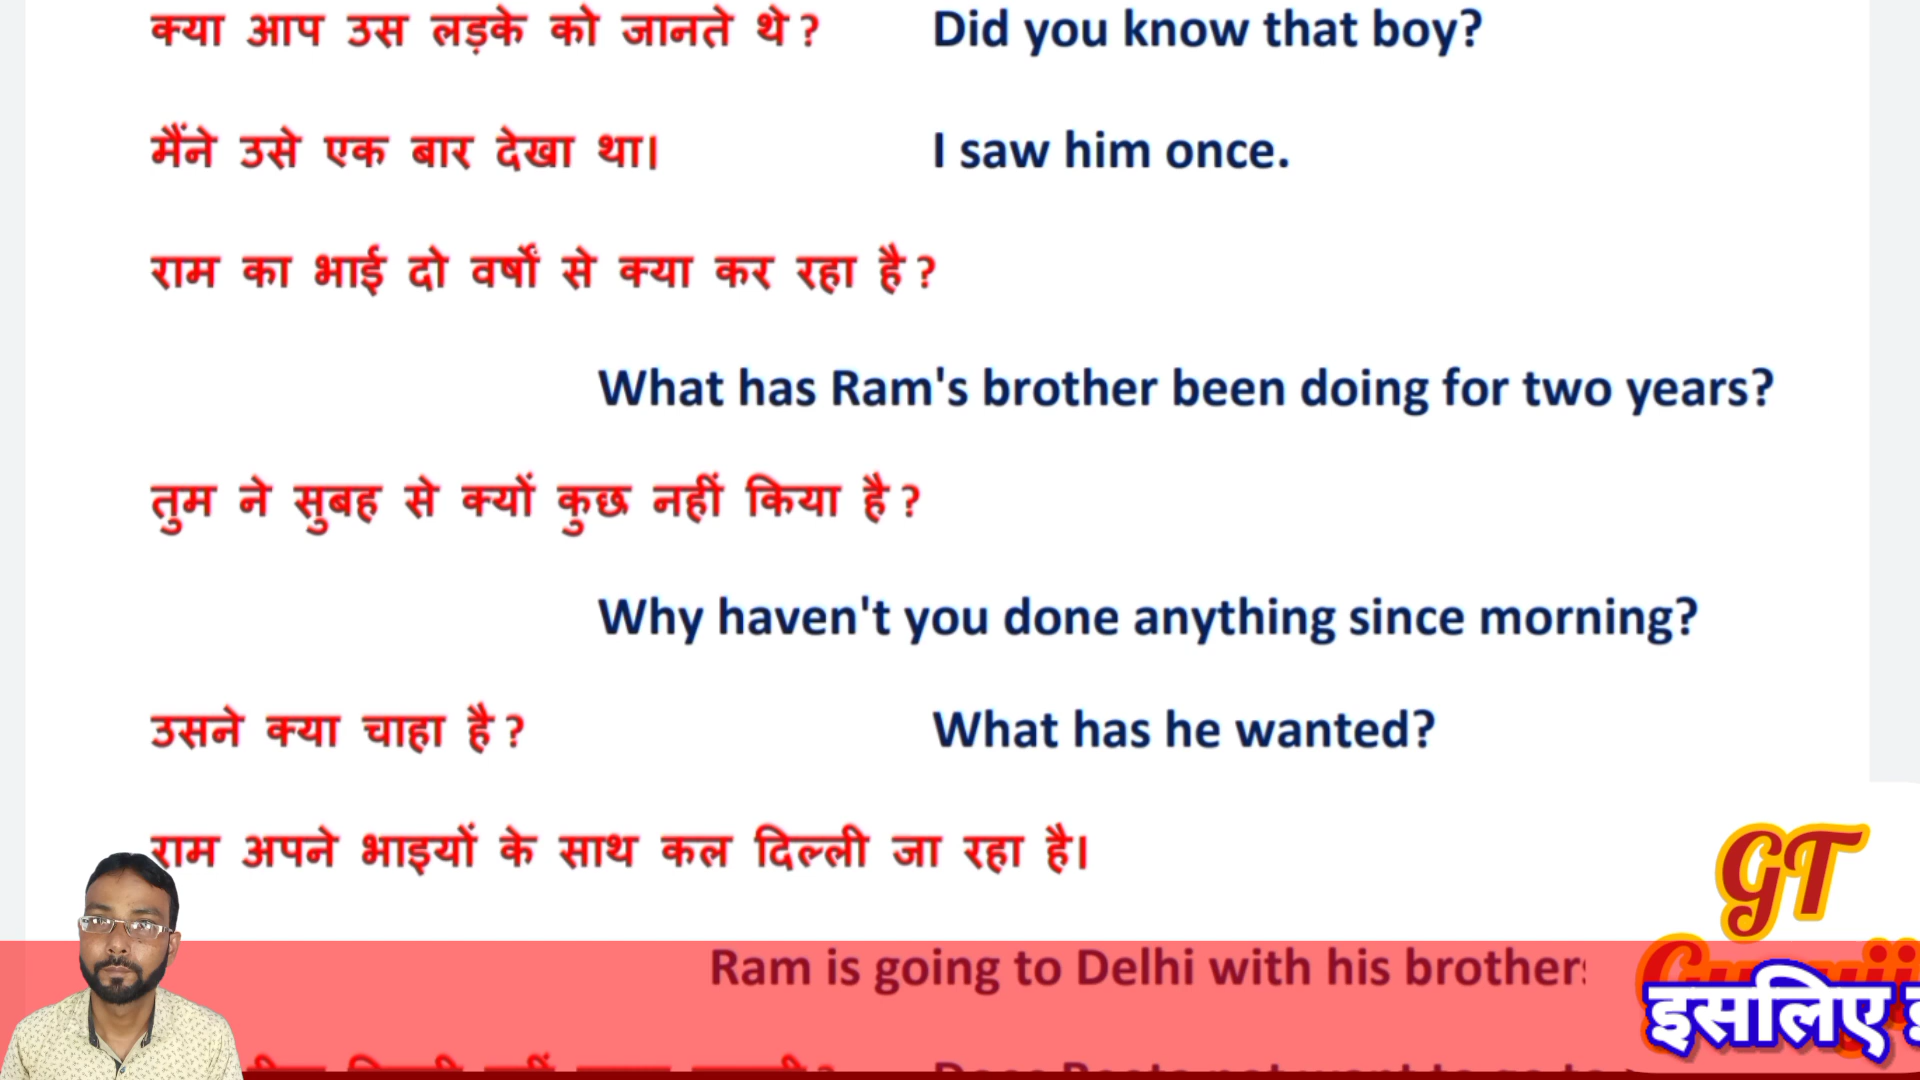 क्या आप उस लड़के को जानते थे ? Did you know that boy?
मैंने उसे एक बार देखा था। I saw him once.
राम का भाई दो वर्षों से क्या कर रहा है ?
What has Ram's brother been doing for two years?
तुम ने सुबह से क्यों कुछ नहीं किया है ?
Why haven't you done anything since morning?
उसने क्या चाहा है ? What has he wanted?
राम अपने भाइयों के साथ कल दिल्ली जा रहा है।
GT
Ram is going to Delhi with his brothers
इसलिए